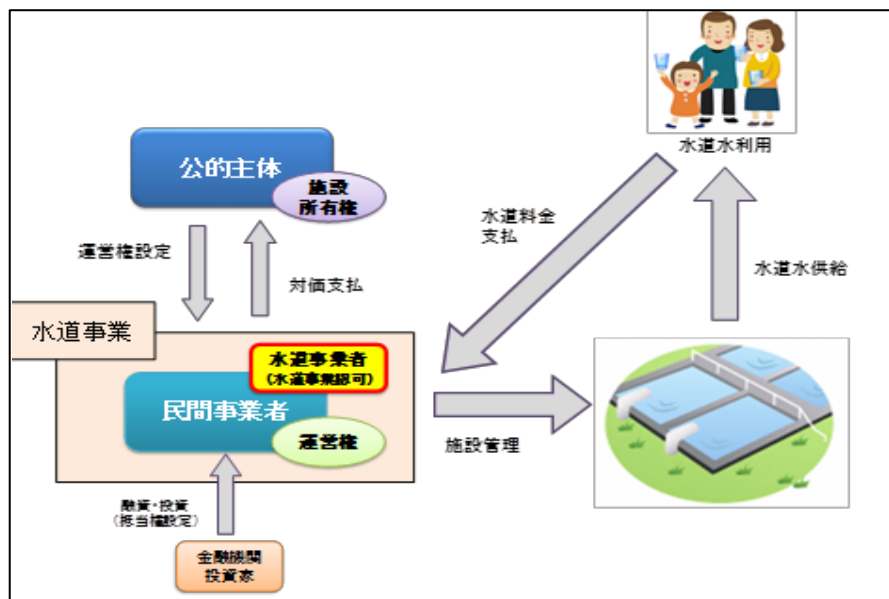 水道水利用
公的主体
施設
所有権
運営権設定
対価支払
水道料金
支払
水道水供給
水道事業
水道事業者
(水道事業認可)
民間事業者
運営権
施設管理
融資・投資
(抵当権設定)
金融機関
投資家